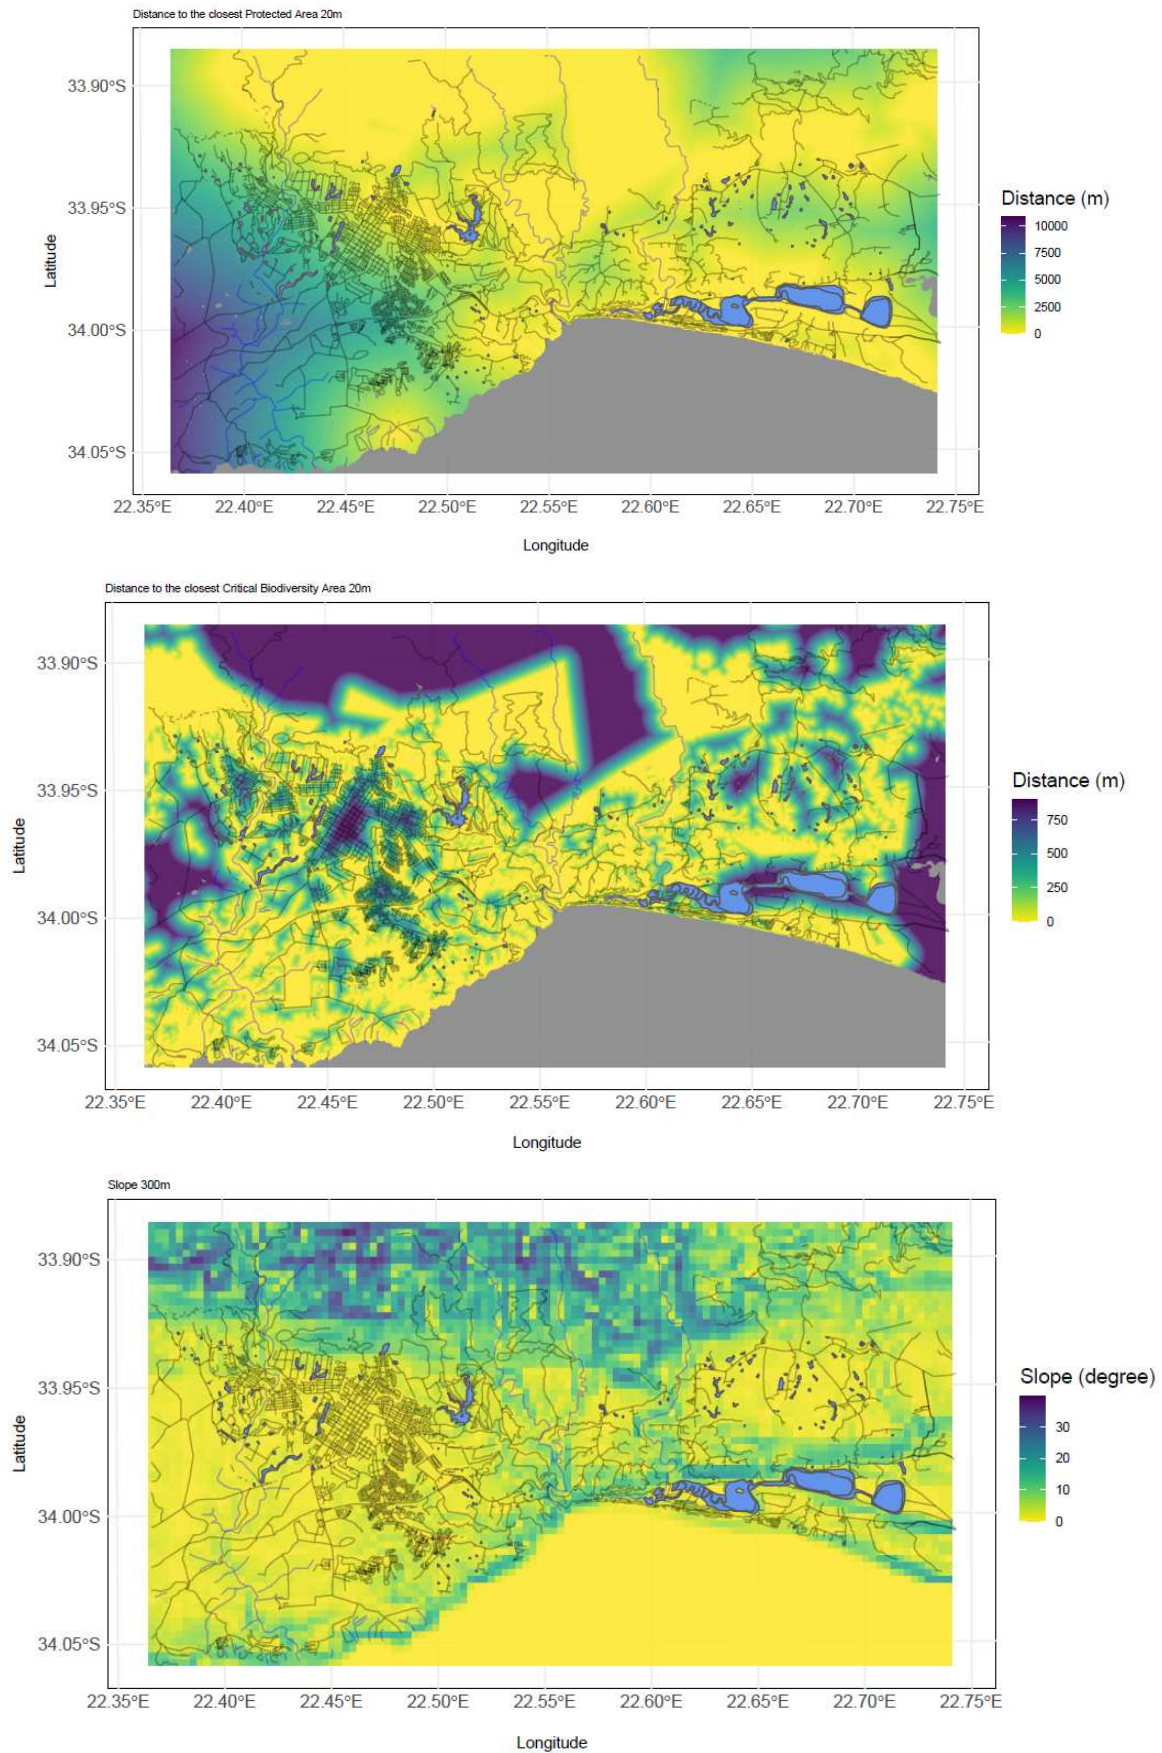 Distance to the closest Protected Area 20m
33.90°S
33.95°S
34.00°S
34.05°S
Latitude
22.35°E 22.40°E 22.45°E 22.50°E 22.55°E 22.60°E 22.65°E 22.70°E 22.75°E
Longitude
Distance (m)
10000
7500
5000
2500
0
Distance to the closest Critical Biodiversity Area 20m
33.90°S
33.95°S
34.00°S
34.05°S
Latitude
22.35°E 22.40°E 22.45°E 22.50°E 22.55°E 22.60°E 22.65°E 22.70°E 22.75°E
Longitude
Distance (m)
750
500
250
0
Slope 300m
33.90°S
33.95°S
34.00°S
34.05°S
Latitude
22.35°E 22.40°E 22.45°E 22.50°E 22.55°E 22.60°E 22.65°E 22.70°E 22.75°E
Longitude
Slope (degree)
30
20
10
0